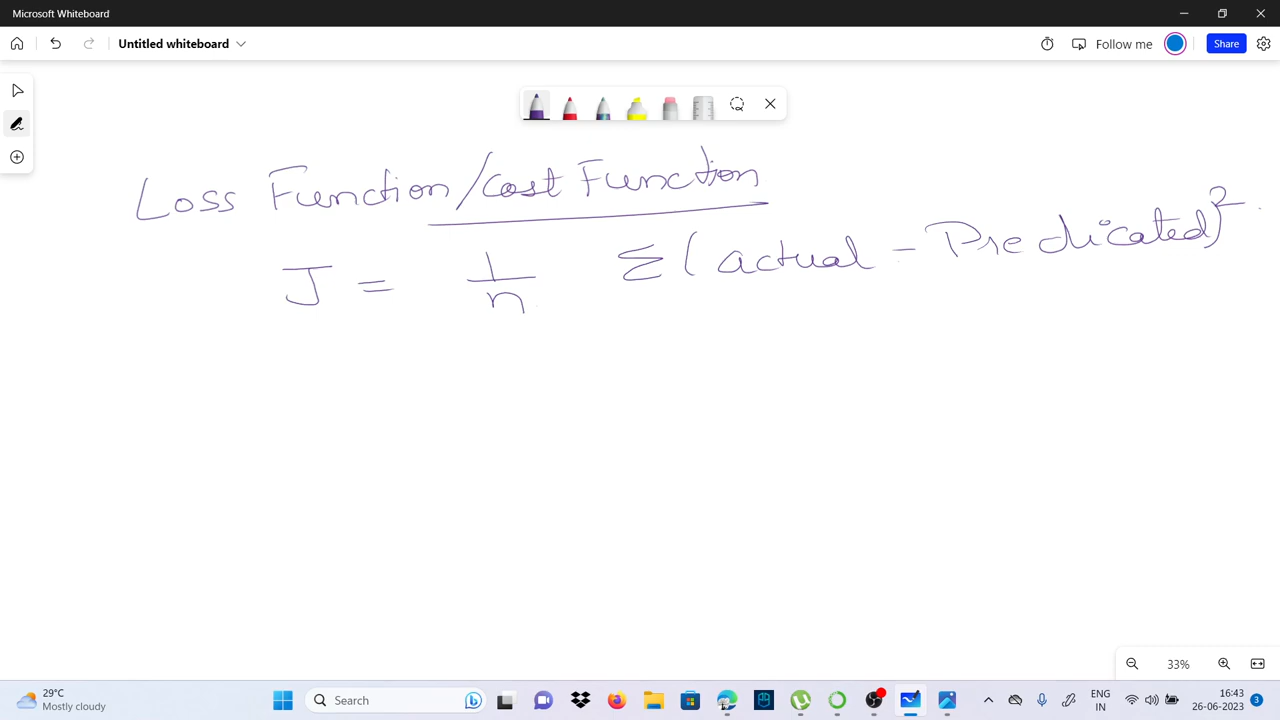 Microsoft Whiteboard
Untitled whiteboard
Follow me
Share
Loss Function/cost Function
J = 1/n Σ(actual - Predicated)²
33%
29°C
Mostly cloudy
Search
ENG
IN
16:43
26-06-2023
3